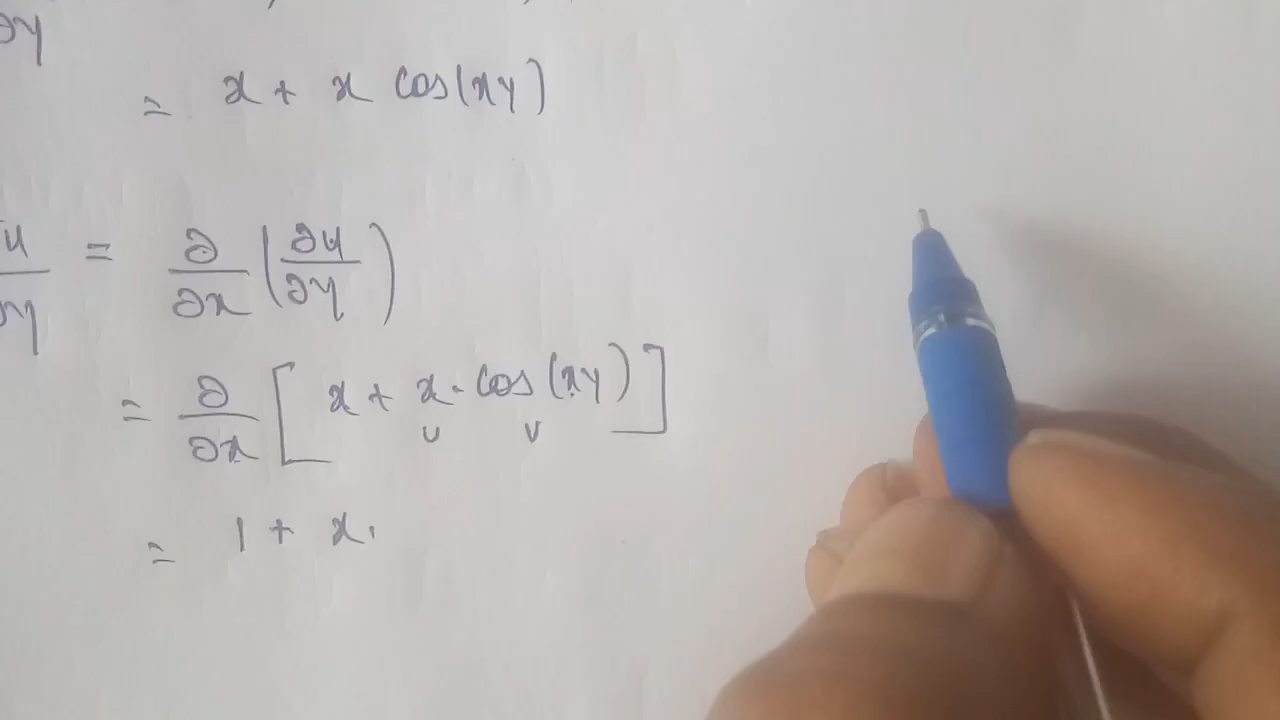 ∂y
= x + x cos(xy)
u/∂y = ∂/∂x (∂u/∂y)
= ∂/∂x [x + x · cos(xy)]
u v
= 1 + x.